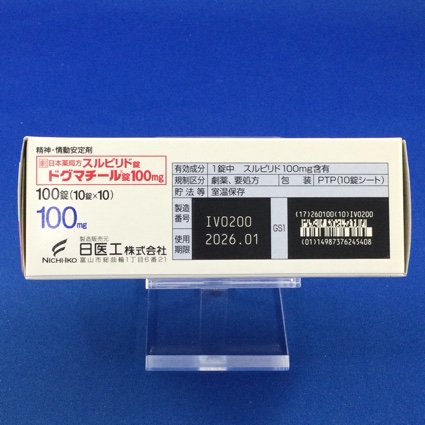 精神・情動安定剤
劇 日本薬局方 スルピリド錠
ドグマチール錠100mg
100錠(10錠×10)
100mg
製造販売元
日医工株式会社
NICHI-IKO 富山市総曲輪1丁目6番21
有効成分 1錠中 スルピリド100mg含有
規制区分 劇薬、処方箋 包装 PTP(10錠シート)
貯法等 室温保存
製造番号 IV0200
使用期限 2026.01
GS1
(17)260100(10)IV0200
(01)14987376245408